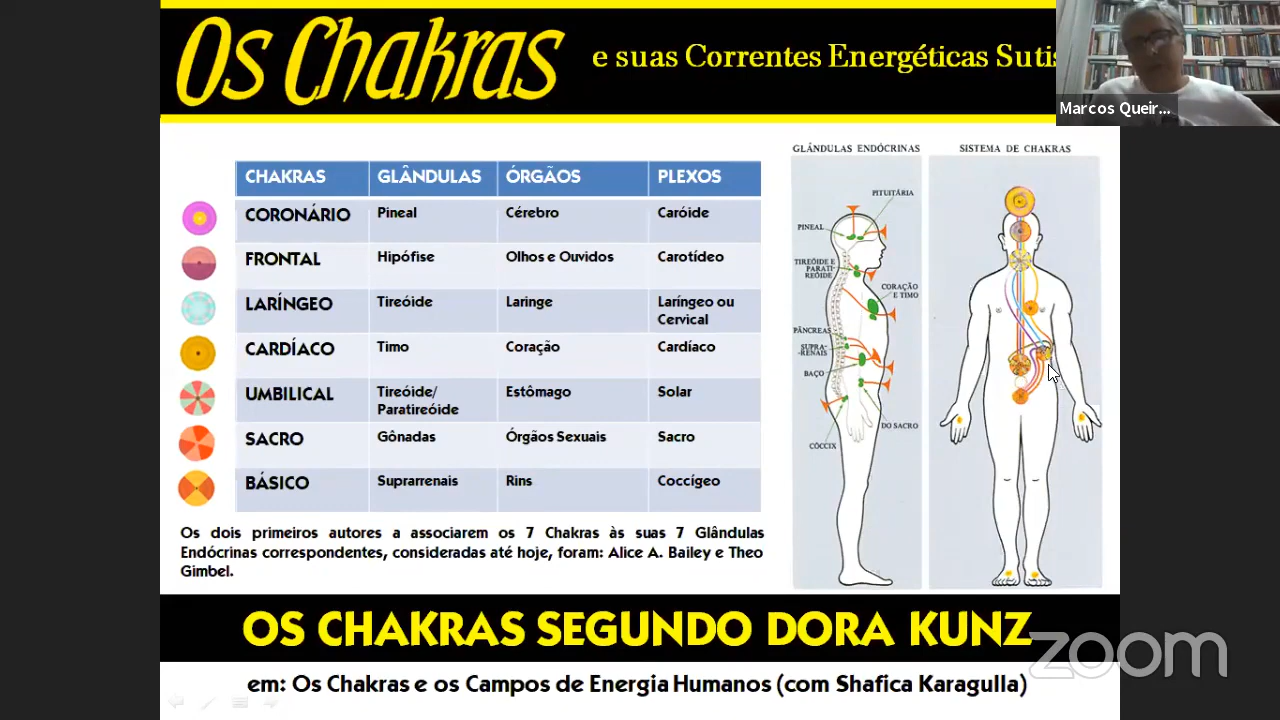 Os Chakras e suas Correntes Energéticas Sutis
Marcos Queir...
CHAKRAS GLÂNDULAS ÓRGÃOS PLEXOS
CORONÁRIO Pineal Cérebro Caróide
FRONTAL Hipófise Olhos e Ouvidos Carotídeo
LARÍNGEO Tireóide Laringe Laríngeo ou
Cervical
CARDÍACO Timo Coração Cardíaco
UMBILICAL Tireóide/ Estômago Solar
Paratireóide
SACRO Gônadas Órgãos Sexuais Sacro
BÁSICO Suprarrenais Rins Coccígeo
Os dois primeiros autores a associarem os 7 Chakras às suas 7 Glândulas
Endócrinas correspondentes, consideradas até hoje, foram: Alice A. Bailey e Theo
Gimbel.
GLÂNDULAS ENDÓCRINAS
PITUITÁRIA
PINEAL
TIREÓIDE E
PARATI-
REÓIDE
CORAÇÃO
E TIMO
PÂNCREAS
SUPRA-
-RENAIS
BAÇO
DO SACRO
CÓCCIX
SISTEMA DE CHAKRAS
OS CHAKRAS SEGUNDO DORA KUNZ
em: Os Chakras e os Campos de Energia Humanos (com Shafica Karagulla)
zoom